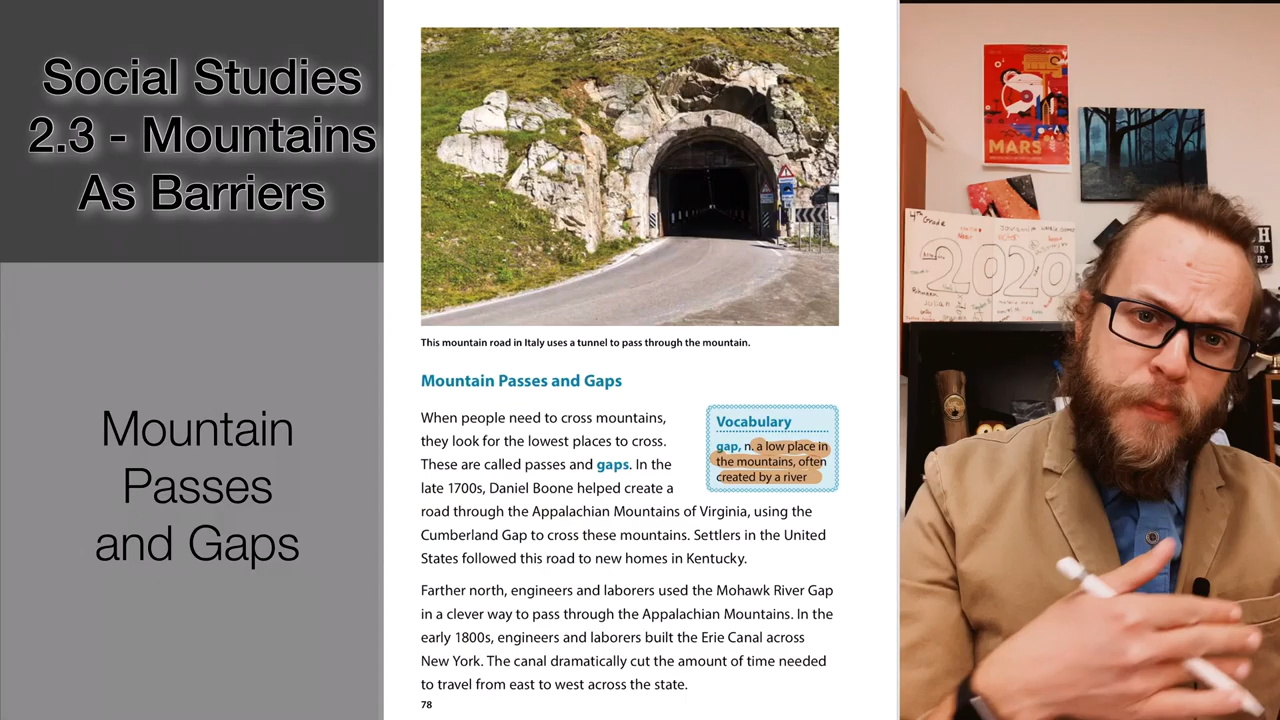 Social Studies
2.3 - Mountains
As Barriers
Mountain
Passes
and Gaps
This mountain road in Italy uses a tunnel to pass through the mountain.
Mountain Passes and Gaps
When people need to cross mountains,
they look for the lowest places to cross.
These are called passes and gaps. In the
late 1700s, Daniel Boone helped create a
road through the Appalachian Mountains of Virginia, using the
Cumberland Gap to cross these mountains. Settlers in the United
States followed this road to new homes in Kentucky.
Vocabulary
gap, n. a low place in
the mountains, often
created by a river
Farther north, engineers and laborers used the Mohawk River Gap
in a clever way to pass through the Appalachian Mountains. In the
early 1800s, engineers and laborers built the Erie Canal across
New York. The canal dramatically cut the amount of time needed
to travel from east to west across the state.
78
MARS
4th Grade
2020